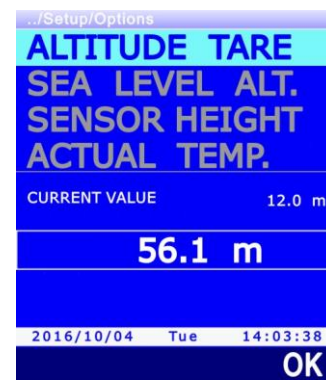 ../Setup/Options
ALTITUDE TARE
SEA LEVEL ALT.
SENSOR HEIGHT
ACTUAL TEMP.
CURRENT VALUE 12.0 m
56.1 m
2016/10/04 Tue 14:03:38
OK